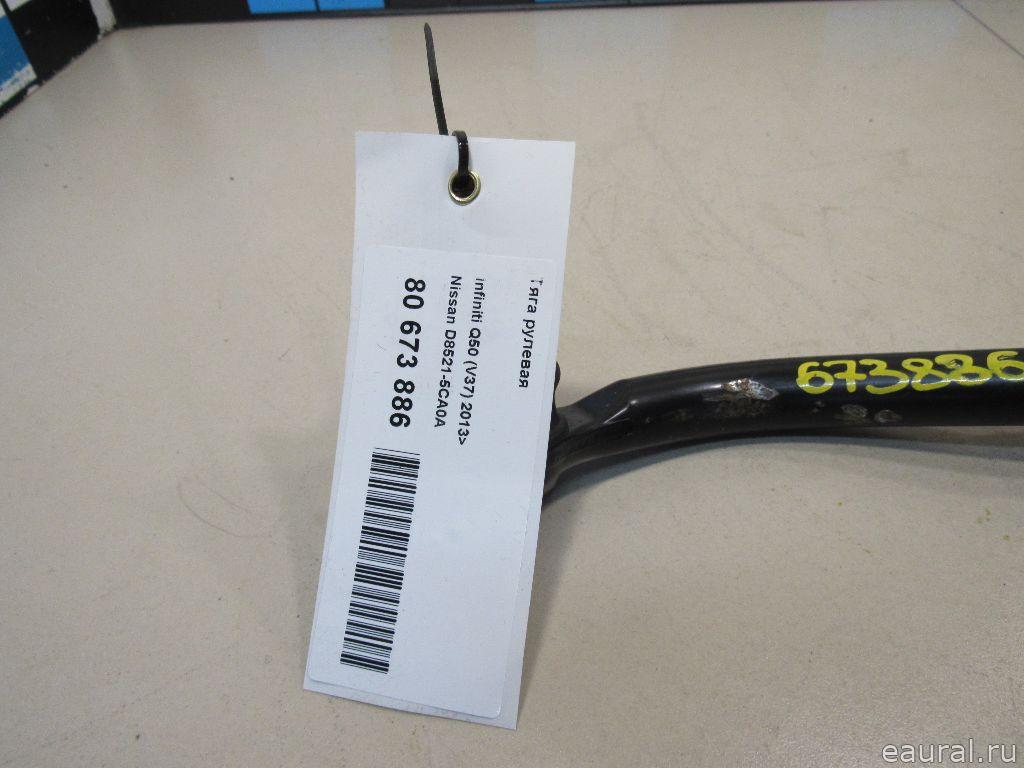 Тяга рулевая
Infiniti Q50 (V37) 2013>
Nissan D8521-5CA0A
80 673 886
673886
eaural.ru